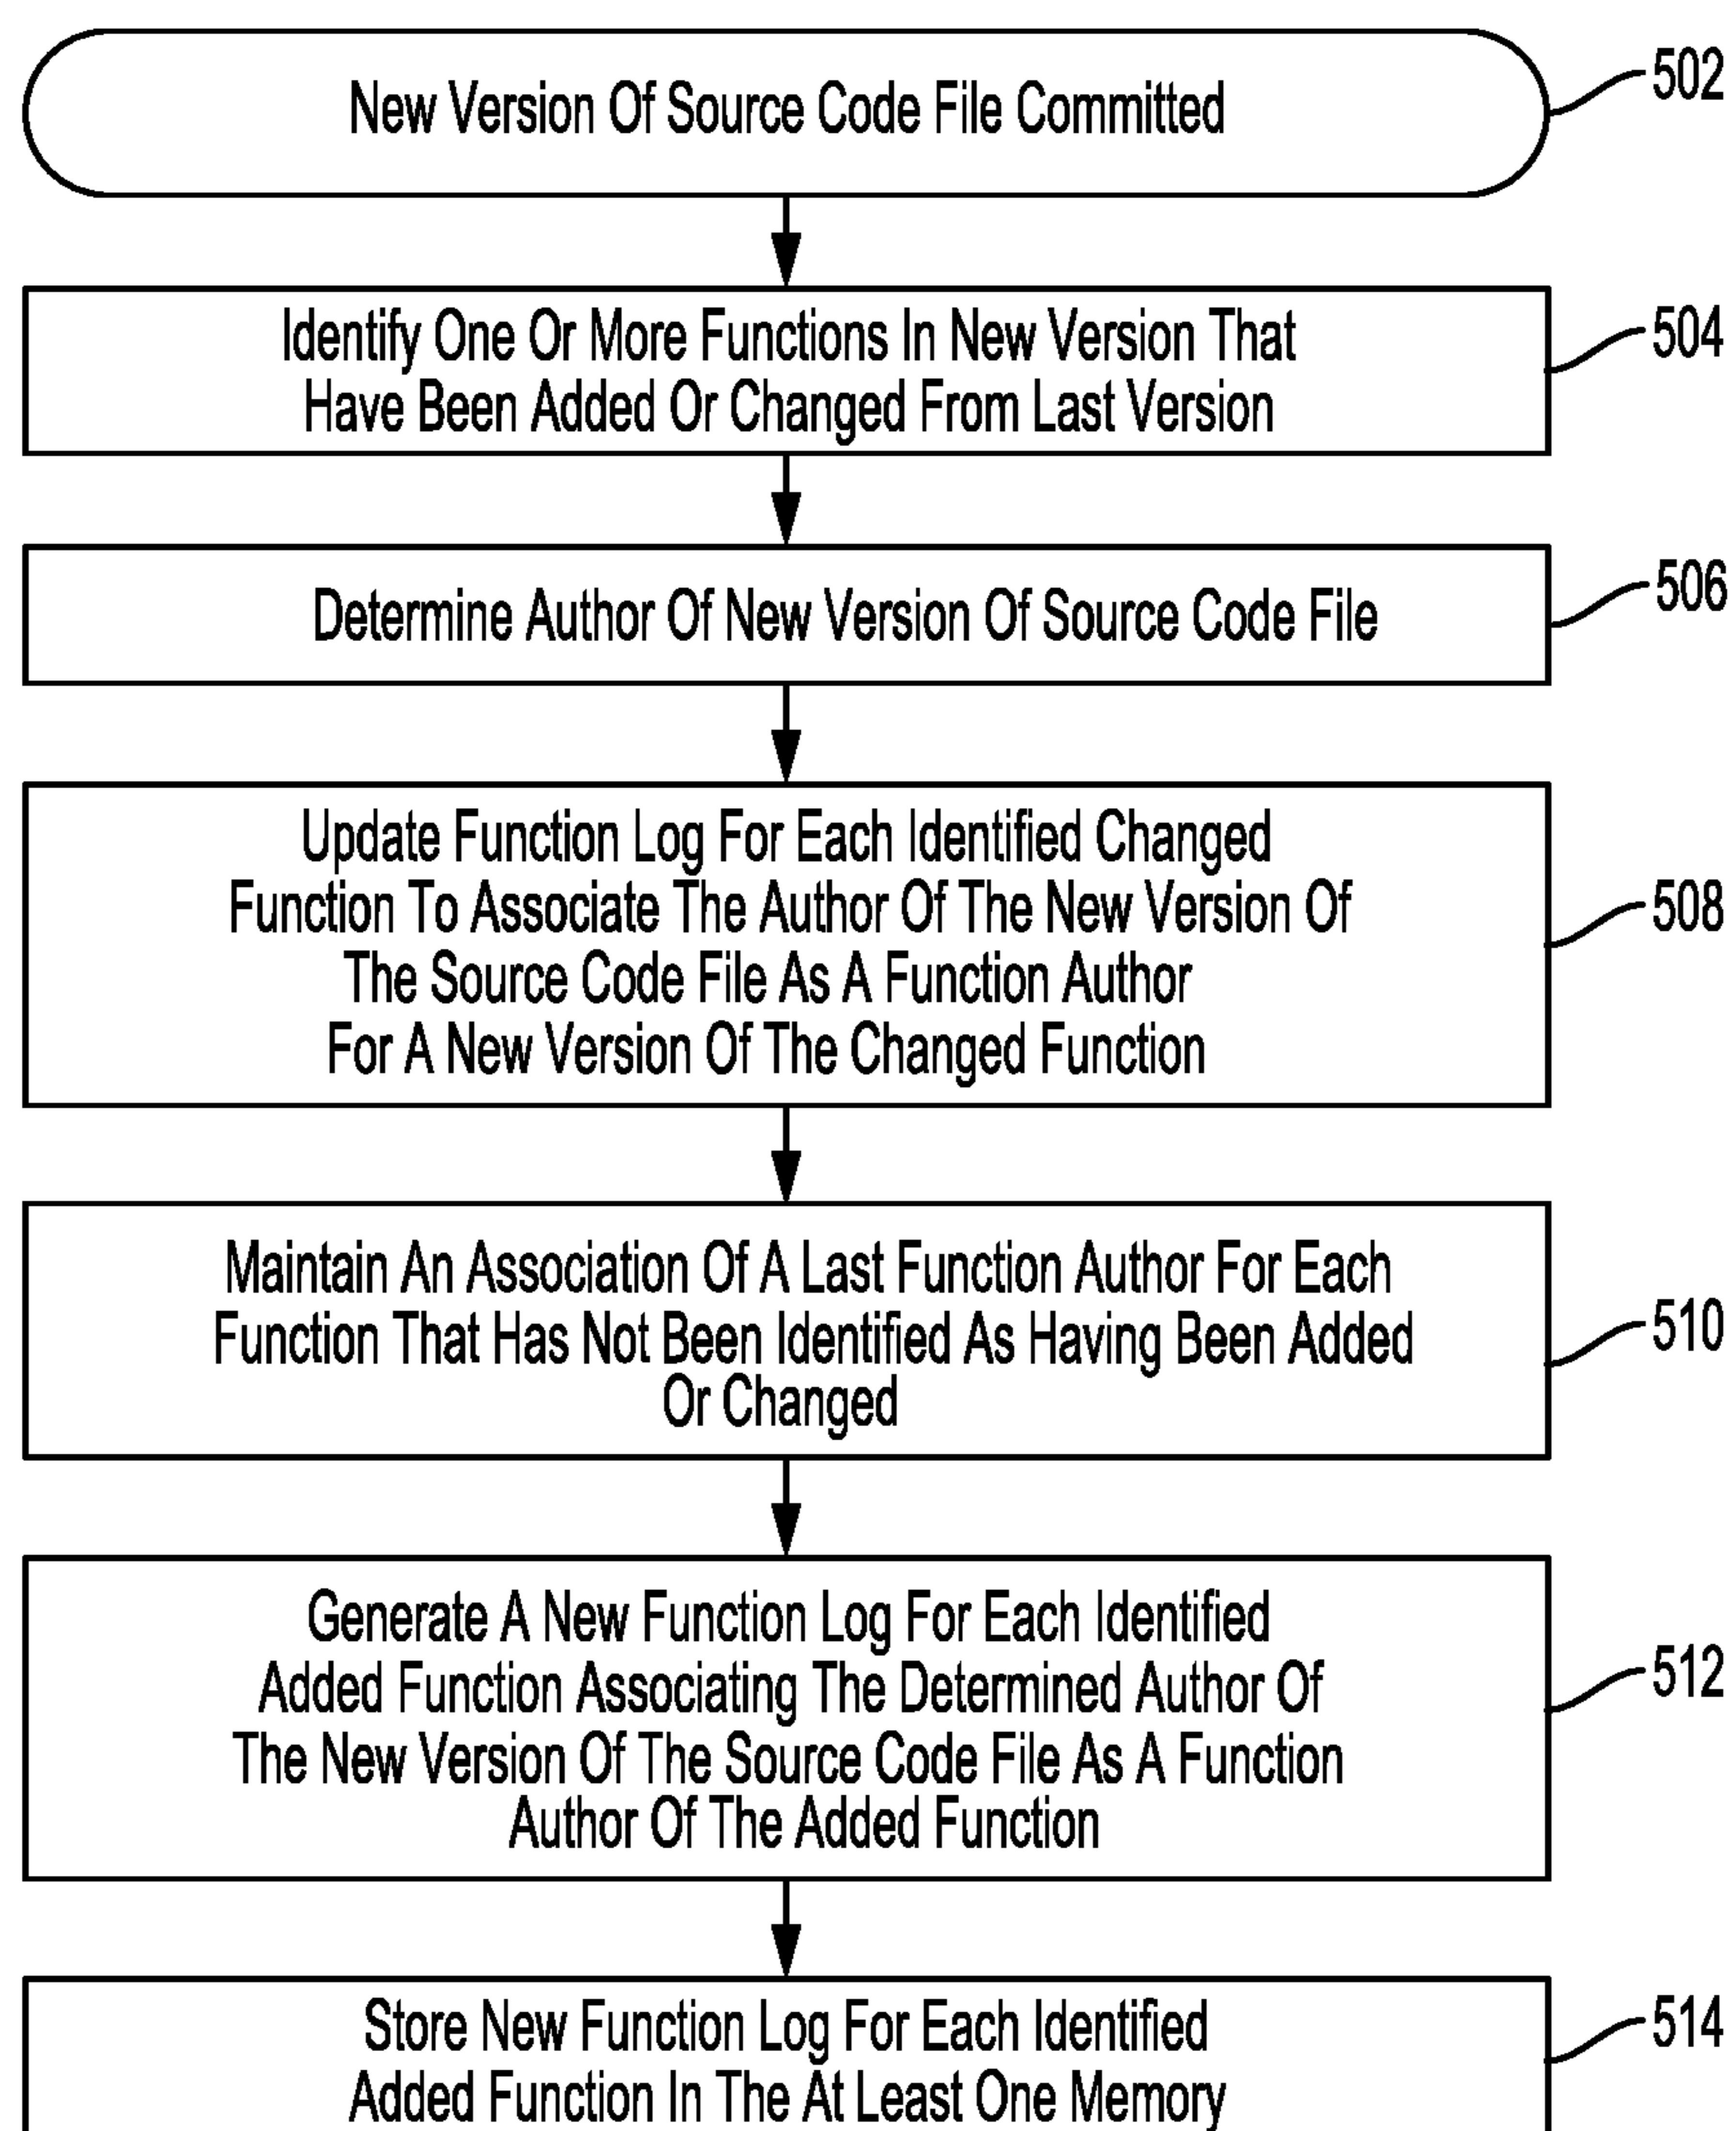 New Version Of Source Code File Committed
502
Identify One Or More Functions In New Version That
Have Been Added Or Changed From Last Version
504
Determine Author Of New Version Of Source Code File
506
Update Function Log For Each Identified Changed
Function To Associate The Author Of The New Version Of
The Source Code File As A Function Author
For A New Version Of The Changed Function
508
Maintain An Association Of A Last Function Author For Each
Function That Has Not Been Identified As Having Been Added
Or Changed
510
Generate A New Function Log For Each Identified
Added Function Associating The Determined Author Of
The New Version Of The Source Code File As A Function
Author Of The Added Function
512
Store New Function Log For Each Identified
Added Function In The At Least One Memory
514